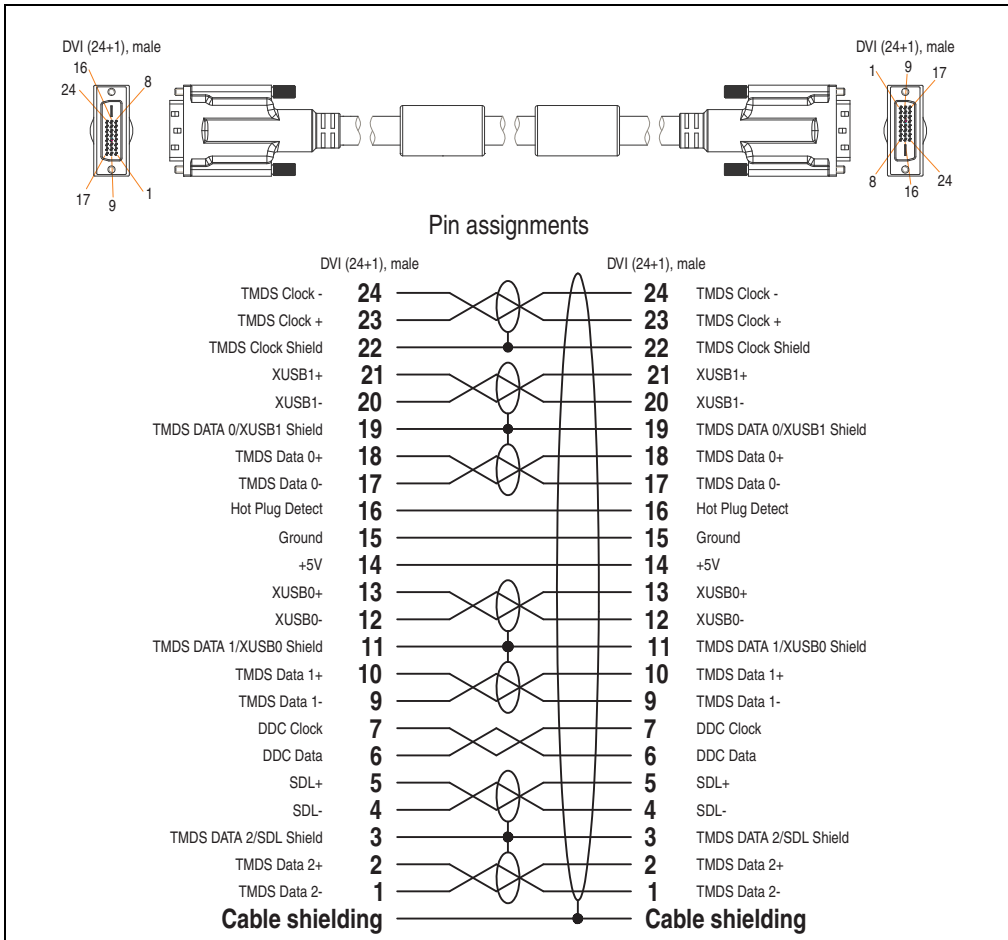 DVI (24+1), male
16
8
24
17
9
1
DVI (24+1), male
9
1
17
8
24
16
Pin assignments
DVI (24+1), male DVI (24+1), male
TMDS Clock - 24 24 TMDS Clock -
TMDS Clock + 23 23 TMDS Clock +
TMDS Clock Shield 22 22 TMDS Clock Shield
XUSB1+ 21 21 XUSB1+
XUSB1- 20 20 XUSB1-
TMDS DATA 0/XUSB1 Shield 19 19 TMDS DATA 0/XUSB1 Shield
TMDS Data 0+ 18 18 TMDS Data 0+
TMDS Data 0- 17 17 TMDS Data 0-
Hot Plug Detect 16 16 Hot Plug Detect
Ground 15 15 Ground
+5V 14 14 +5V
XUSB0+ 13 13 XUSB0+
XUSB0- 12 12 XUSB0-
TMDS DATA 1/XUSB0 Shield 11 11 TMDS DATA 1/XUSB0 Shield
TMDS Data 1+ 10 10 TMDS Data 1+
TMDS Data 1- 9 9 TMDS Data 1-
DDC Clock 7 7 DDC Clock
DDC Data 6 6 DDC Data
SDL+ 5 5 SDL+
SDL- 4 4 SDL-
TMDS DATA 2/SDL Shield 3 3 TMDS DATA 2/SDL Shield
TMDS Data 2+ 2 2 TMDS Data 2+
TMDS Data 2- 1 1 TMDS Data 2-
Cable shielding Cable shielding